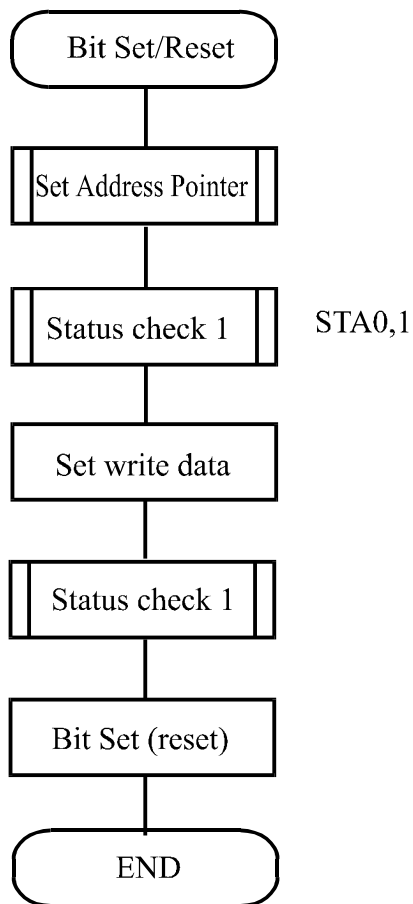 Bit Set/Reset
Set Address Pointer
Status check 1
STA0,1
Set write data
Status check 1
Bit Set (reset)
END